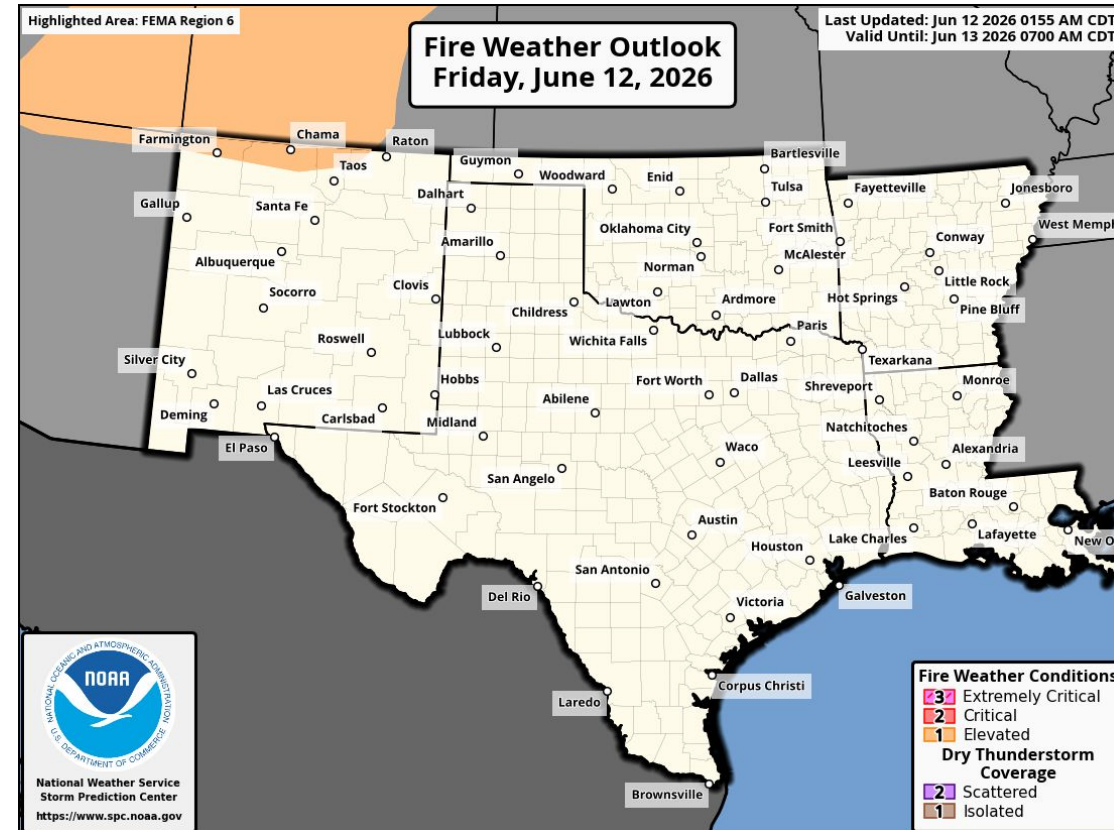 Highlighted Area: FEMA Region 6
Fire Weather Outlook
Friday, June 12, 2026
Last Updated: Jun 12 2026 0155 AM CDT
Valid Until: Jun 13 2026 0700 AM CDT
Farmington
Chama
Raton
Taos
Guymon
Woodward
Enid
Bartlesville
Tulsa
Fayetteville
Jonesboro
Gallup
Santa Fe
Dalhart
Oklahoma City
Fort Smith
West Memph
Albuquerque
Amarillo
Norman
McAlester
Conway
Socorro
Clovis
Childress
Lawton
Ardmore
Hot Springs
Little Rock
Pine Bluff
Roswell
Lubbock
Wichita Falls
Paris
Texarkana
Silver City
Las Cruces
Hobbs
Fort Worth
Dallas
Shreveport
Monroe
Deming
Carlsbad
Midland
Abilene
Natchitoches
El Paso
San Angelo
Waco
Leesville
Alexandria
Fort Stockton
Austin
Baton Rouge
Houston
Lake Charles
Lafayette
New O
Del Rio
San Antonio
Galveston
Victoria
Laredo
Corpus Christi
Brownsville
NATIONAL OCEANIC AND ATMOSPHERIC ADMINISTRATION
NOAA
U.S. DEPARTMENT OF COMMERCE
National Weather Service
Storm Prediction Center
https://www.spc.noaa.gov
Fire Weather Conditions
3 Extremely Critical
2 Critical
1 Elevated
Dry Thunderstorm
Coverage
2 Scattered
1 Isolated